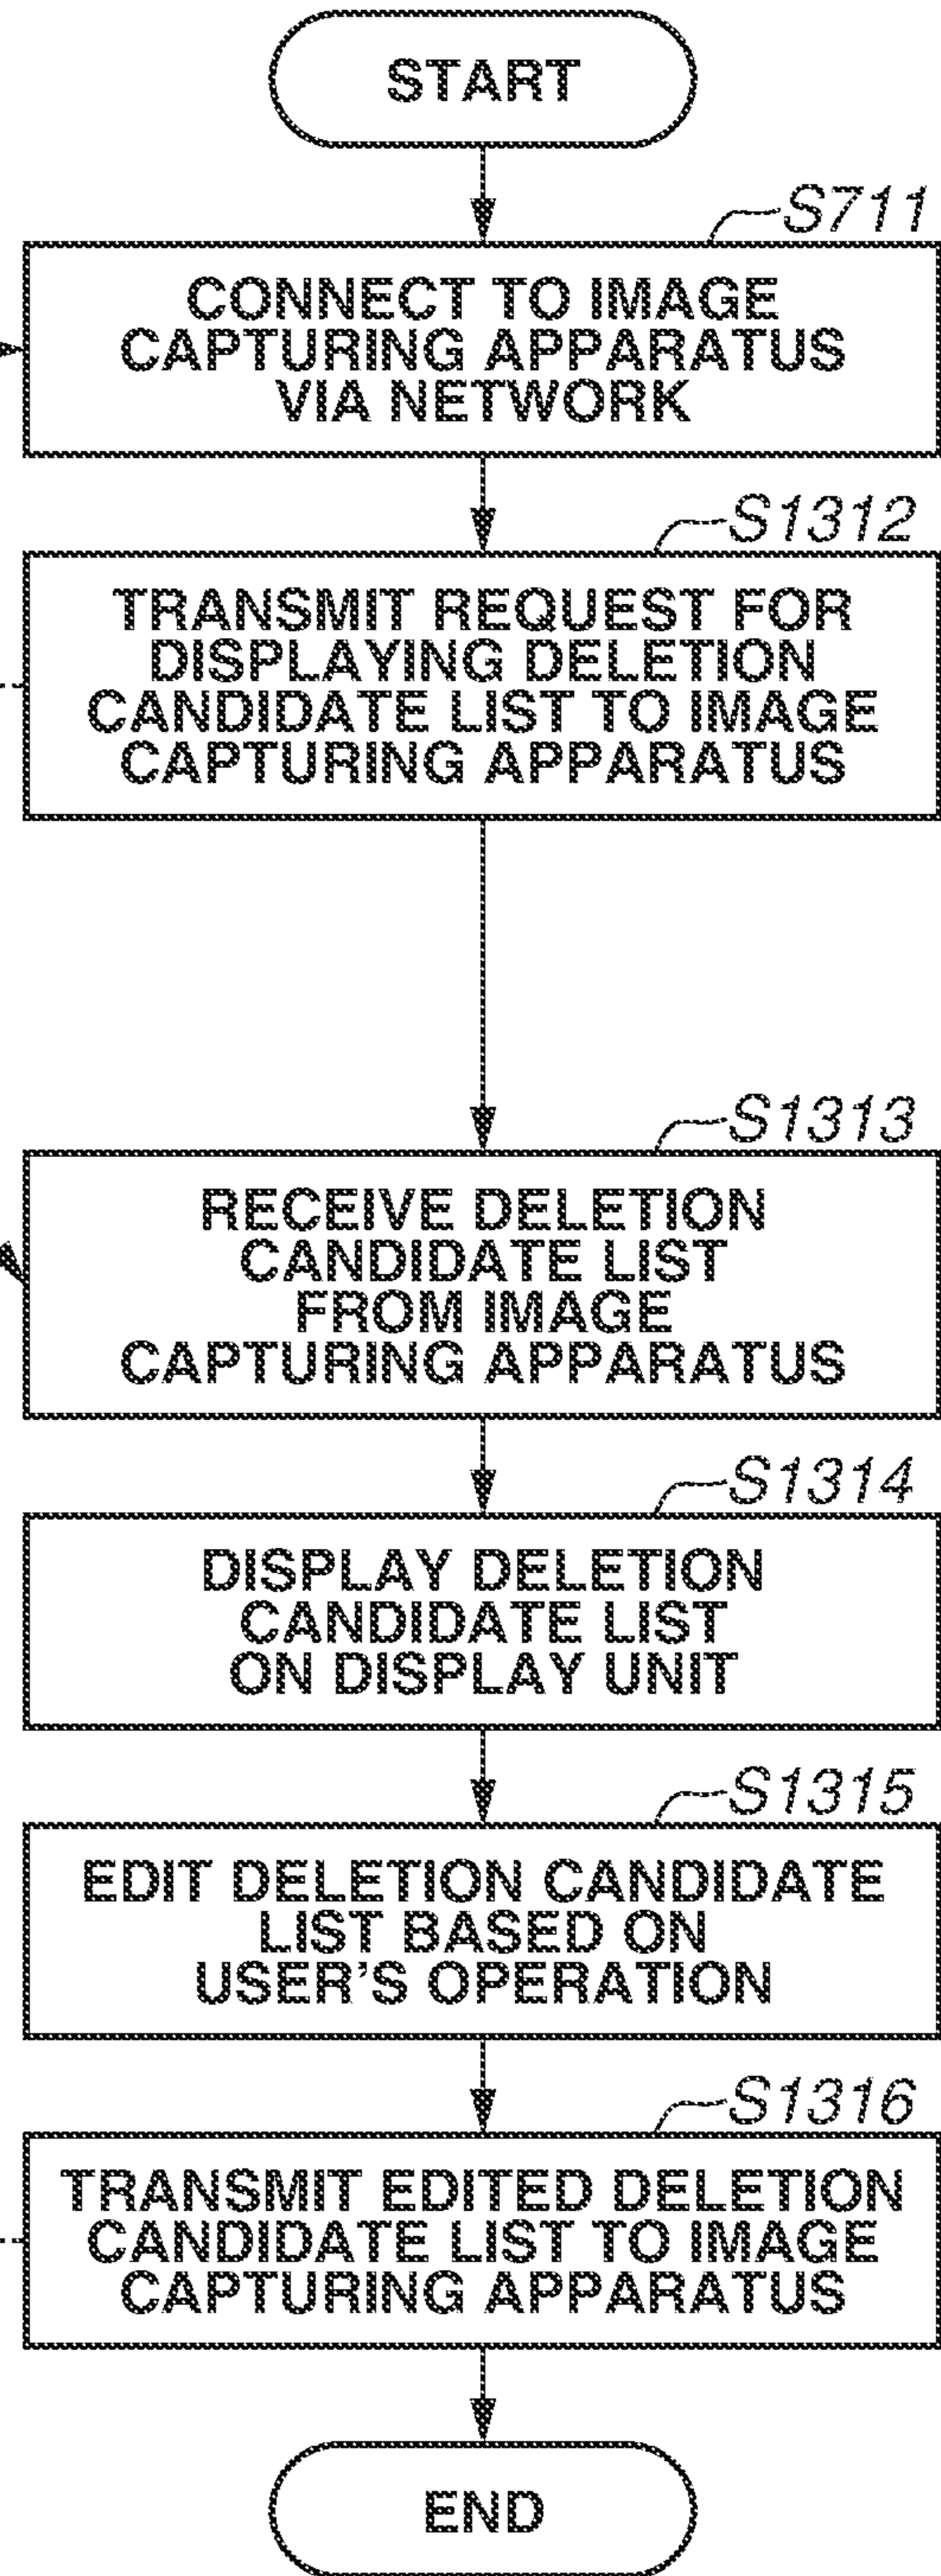 START
S711
CONNECT TO IMAGE
CAPTURING APPARATUS
VIA NETWORK
S1312
TRANSMIT REQUEST FOR
DISPLAYING DELETION
CANDIDATE LIST TO IMAGE
CAPTURING APPARATUS
S1313
RECEIVE DELETION
CANDIDATE LIST
FROM IMAGE
CAPTURING APPARATUS
S1314
DISPLAY DELETION
CANDIDATE LIST
ON DISPLAY UNIT
S1315
EDIT DELETION CANDIDATE
LIST BASED ON
USER'S OPERATION
S1316
TRANSMIT EDITED DELETION
CANDIDATE LIST TO IMAGE
CAPTURING APPARATUS
END